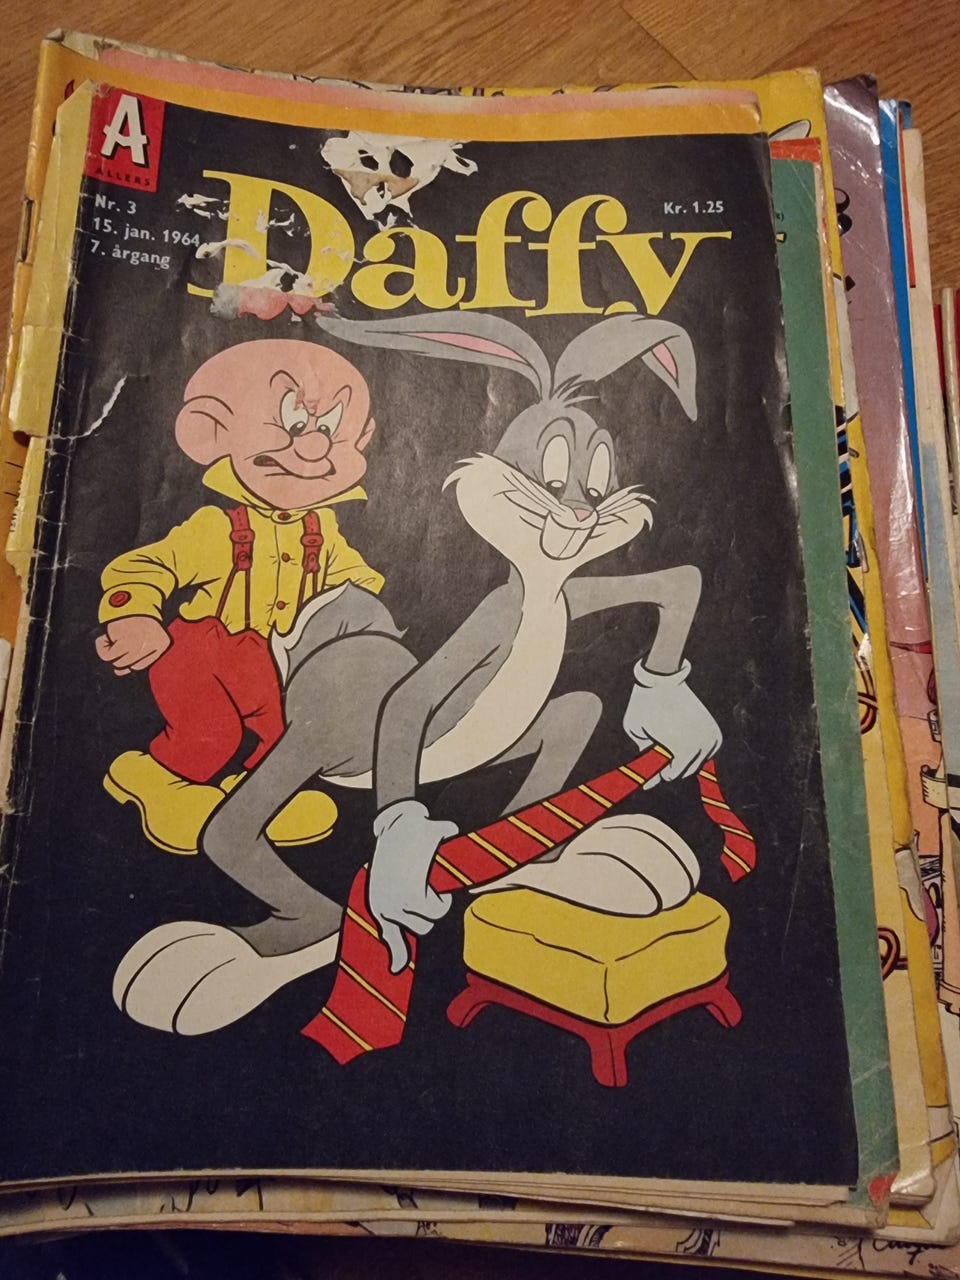 A
ALLERS
Nr. 3
15. jan. 1964
7. årgang
Daffy
Kr. 1.25